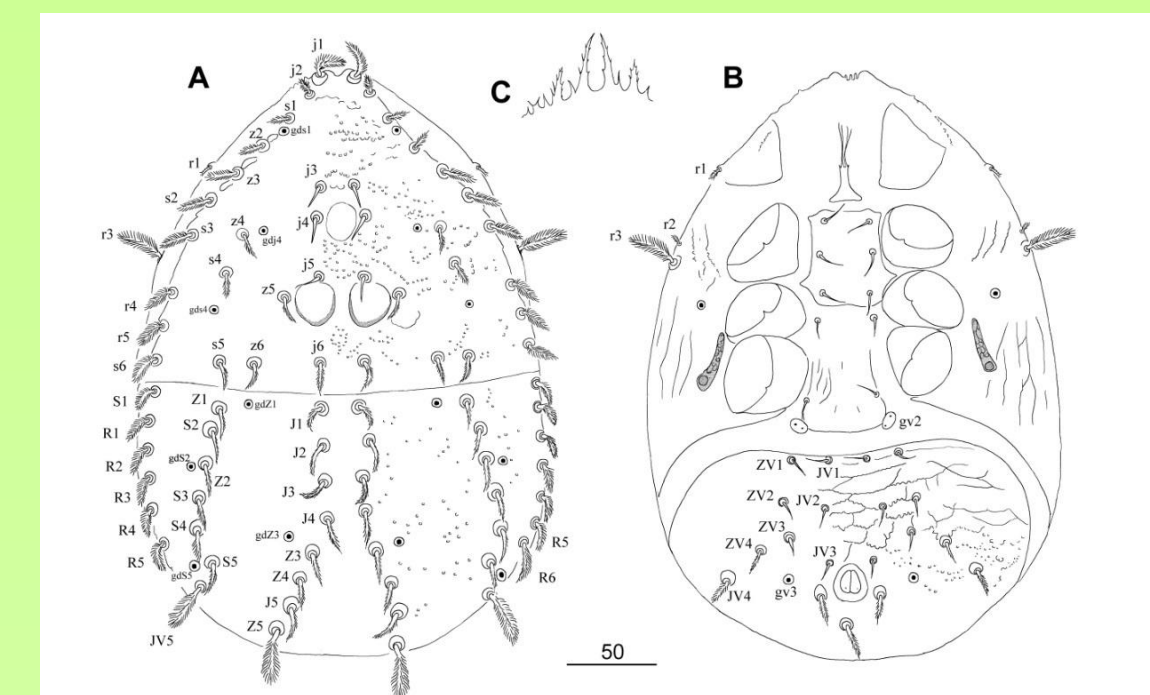 A
j1
j2
s1
gds1
z2
r1
z3
j3
s2
r3
s3
z4
gdj4
j4
s4
j5
z5
r4
gds4
r5
s6
s5
z6
j6
S1
Z1
gdZ1
J1
R1
S2
J2
R2
gdS2
Z2
J3
R3
S3
J4
R4
S4
gdZ3
Z3
R5
gdS5
S5
Z4
R5
R6
J5
JV5
Z5
C
B
r1
r2
r3
gv2
ZV1
JV1
ZV2
JV2
ZV3
ZV4
JV3
JV4
gv3
50